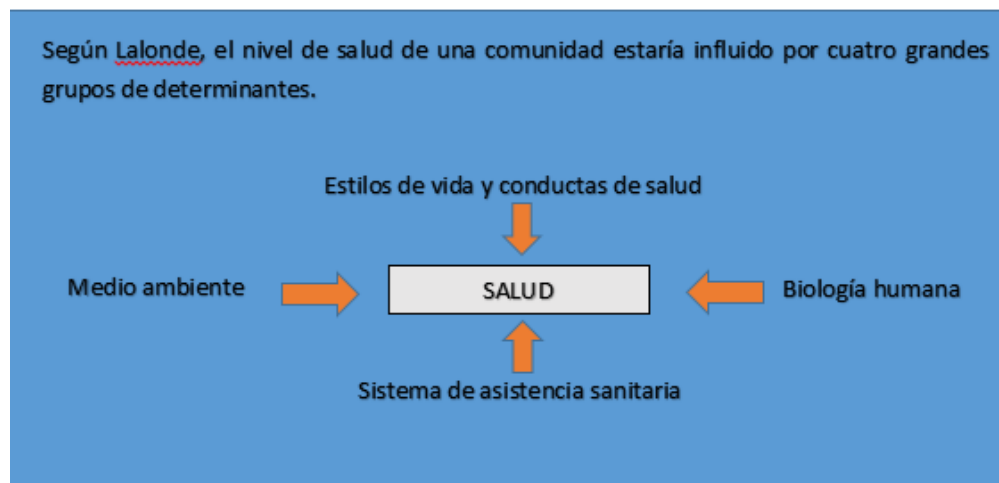 Según Lalonde, el nivel de salud de una comunidad estaría influido por cuatro grandes
grupos de determinantes.
Estilos de vida y conductas de salud
Medio ambiente
SALUD
Biología humana
Sistema de asistencia sanitaria